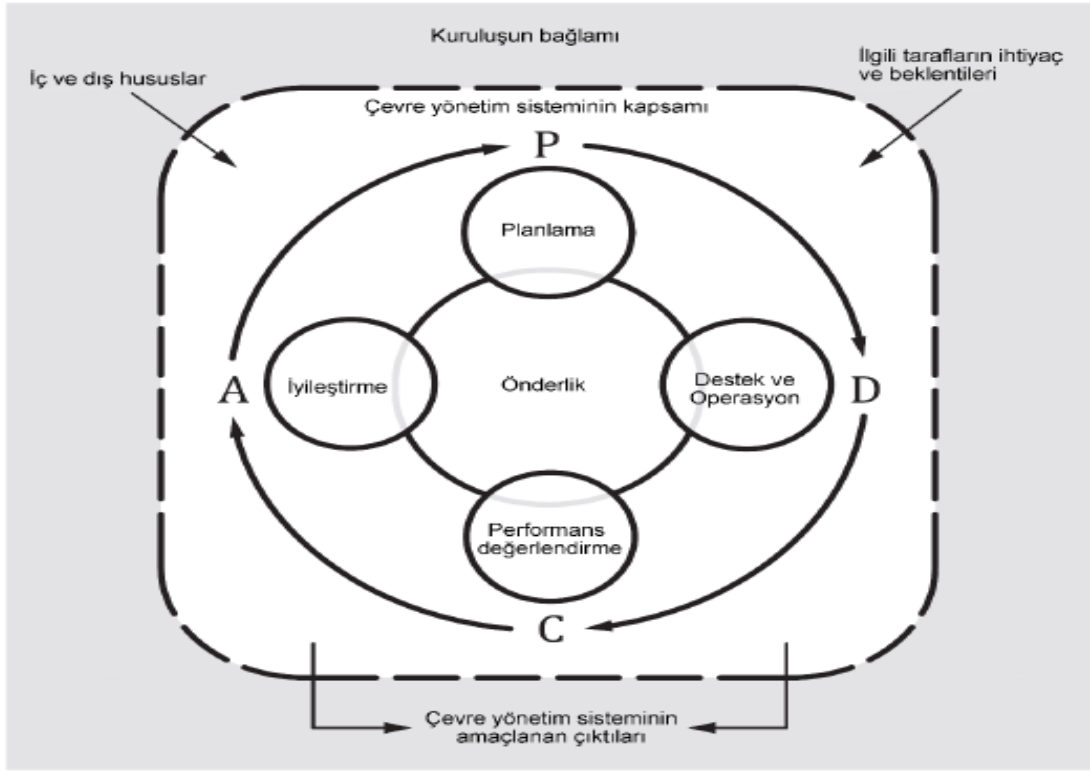 Kuruluşun bağlamı
İç ve dış hususlar
İlgili tarafların ihtiyaç
ve beklentileri
Çevre yönetim sisteminin kapsamı
P
Planlama
A
İyileştirme
Önderlik
Destek ve
Operasyon
D
Performans
değerlendirme
C
Çevre yönetim sisteminin
amaçlanan çıktıları